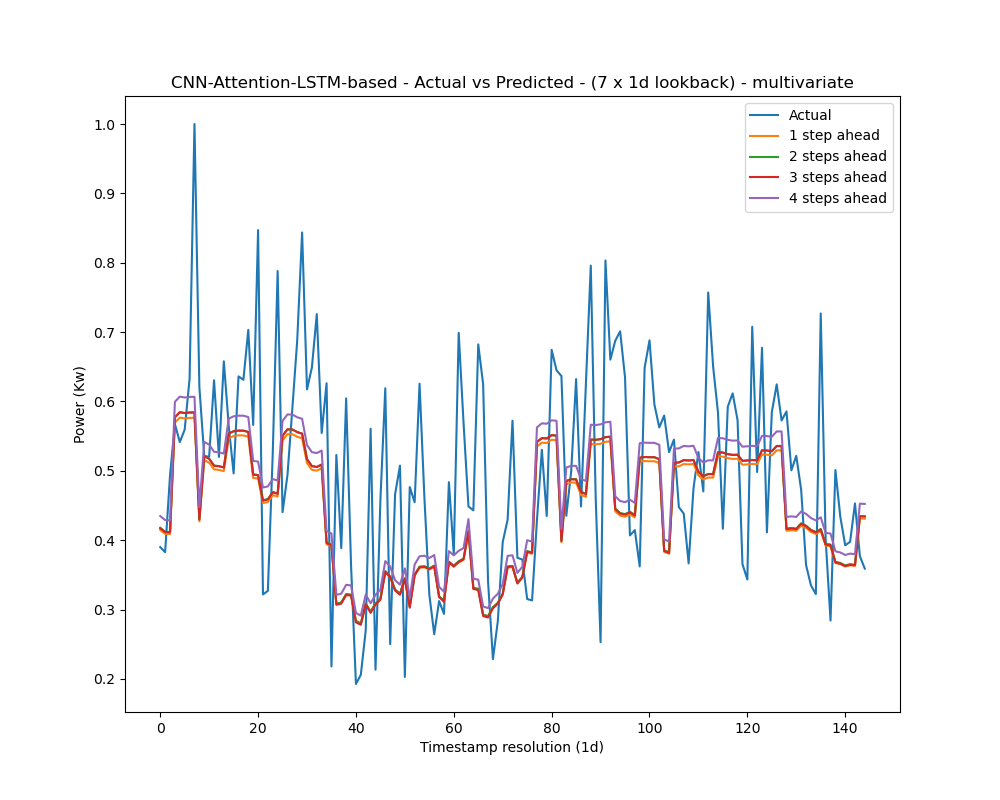 CNN-Attention-LSTM-based - Actual vs Predicted - (7 x 1d lookback) - multivariate
Actual
1 step ahead
2 steps ahead
3 steps ahead
4 steps ahead
1.0
0.9
0.8
0.7
0.6
0.5
0.4
0.3
0.2
Power (Kw)
0 20 40 60 80 100 120 140
Timestamp resolution (1d)